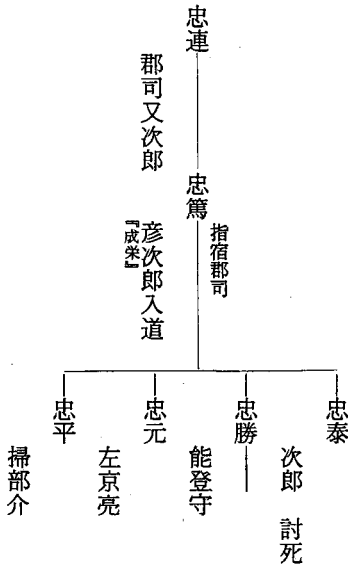 忠連
郡司又次郎
忠篤
指宿郡司
彦次郎入道
『成栄』
忠泰
次郎 討死
忠勝
能登守
忠元
左京亮
忠平
掃部介